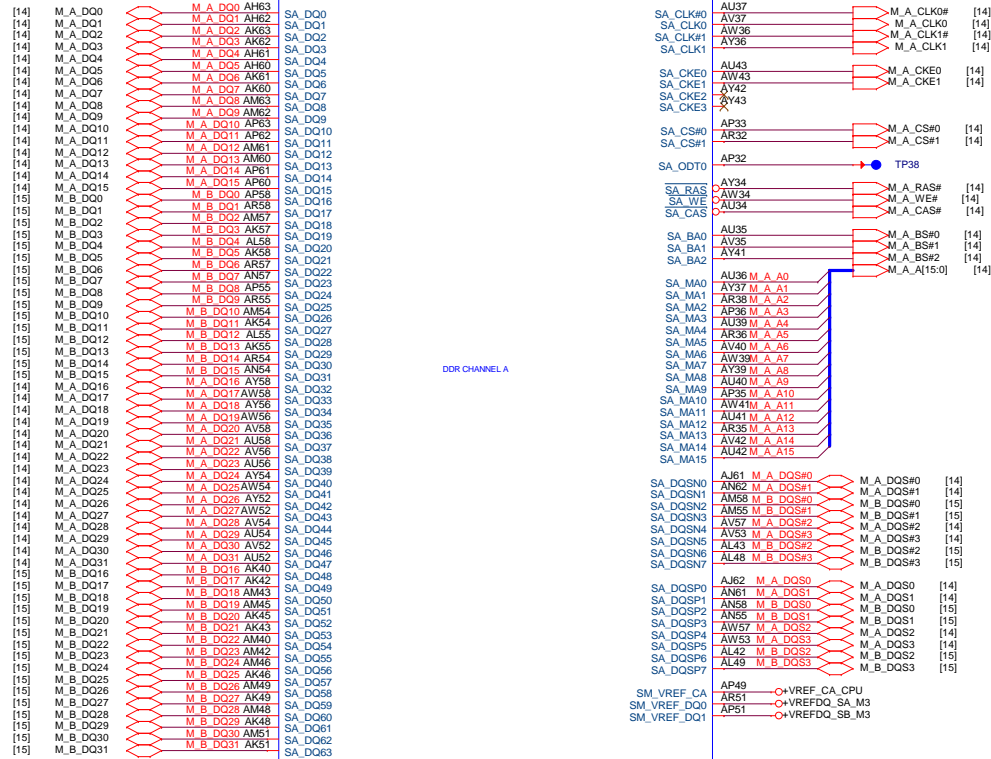 [14] M_A_DQ0 M_A_DQ0 AH63 SA_DQ0
[14] M_A_DQ1 M_A_DQ1 AH62 SA_DQ1
[14] M_A_DQ2 M_A_DQ2 AK63 SA_DQ2
[14] M_A_DQ3 M_A_DQ3 AK62 SA_DQ3
[14] M_A_DQ4 M_A_DQ4 AH61 SA_DQ4
[14] M_A_DQ5 M_A_DQ5 AH60 SA_DQ5
[14] M_A_DQ6 M_A_DQ6 AK61 SA_DQ6
[14] M_A_DQ7 M_A_DQ7 AK60 SA_DQ7
[14] M_A_DQ8 M_A_DQ8 AM63 SA_DQ8
[14] M_A_DQ9 M_A_DQ9 AM62 SA_DQ9
[14] M_A_DQ10 M_A_DQ10 AP63 SA_DQ10
[14] M_A_DQ11 M_A_DQ11 AP62 SA_DQ11
[14] M_A_DQ12 M_A_DQ12 AM61 SA_DQ12
[14] M_A_DQ13 M_A_DQ13 AM60 SA_DQ13
[14] M_A_DQ14 M_A_DQ14 AP61 SA_DQ14
[14] M_A_DQ15 M_A_DQ15 AP60 SA_DQ15
[15] M_B_DQ0 M_B_DQ0 AP58 SA_DQ16
[15] M_B_DQ1 M_B_DQ1 AR58 SA_DQ17
[15] M_B_DQ2 M_B_DQ2 AM57 SA_DQ18
[15] M_B_DQ3 M_B_DQ3 AK57 SA_DQ19
[15] M_B_DQ4 M_B_DQ4 AL58 SA_DQ20
[15] M_B_DQ5 M_B_DQ5 AK58 SA_DQ21
[15] M_B_DQ6 M_B_DQ6 AR57 SA_DQ22
[15] M_B_DQ7 M_B_DQ7 AN57 SA_DQ23
[15] M_B_DQ8 M_B_DQ8 AP55 SA_DQ24
[15] M_B_DQ9 M_B_DQ9 AR55 SA_DQ25
[15] M_B_DQ10 M_B_DQ10 AM54 SA_DQ26
[15] M_B_DQ11 M_B_DQ11 AK54 SA_DQ27
[15] M_B_DQ12 M_B_DQ12 AL55 SA_DQ28
[15] M_B_DQ13 M_B_DQ13 AK55 SA_DQ29
[15] M_B_DQ14 M_B_DQ14 AR54 SA_DQ30
[15] M_B_DQ15 M_B_DQ15 AN54 SA_DQ31
[14] M_A_DQ16 M_A_DQ16 AY58 SA_DQ32
[14] M_A_DQ17 M_A_DQ17 AW58 SA_DQ33
[14] M_A_DQ18 M_A_DQ18 AY56 SA_DQ34
[14] M_A_DQ19 M_A_DQ19 AW56 SA_DQ35
[14] M_A_DQ20 M_A_DQ20 AV58 SA_DQ36
[14] M_A_DQ21 M_A_DQ21 AU58 SA_DQ37
[14] M_A_DQ22 M_A_DQ22 AV56 SA_DQ38
[14] M_A_DQ23 M_A_DQ23 AU56 SA_DQ39
[14] M_A_DQ24 M_A_DQ24 AY54 SA_DQ40
[14] M_A_DQ25 M_A_DQ25 AW54 SA_DQ41
[14] M_A_DQ26 M_A_DQ26 AY52 SA_DQ42
[14] M_A_DQ27 M_A_DQ27 AW52 SA_DQ43
[14] M_A_DQ28 M_A_DQ28 AV54 SA_DQ44
[14] M_A_DQ29 M_A_DQ29 AU54 SA_DQ45
[14] M_A_DQ30 M_A_DQ30 AV52 SA_DQ46
[14] M_A_DQ31 M_A_DQ31 AU52 SA_DQ47
[15] M_B_DQ16 M_B_DQ16 AK40 SA_DQ48
[15] M_B_DQ17 M_B_DQ17 AK42 SA_DQ49
[15] M_B_DQ18 M_B_DQ18 AM43 SA_DQ50
[15] M_B_DQ19 M_B_DQ19 AM45 SA_DQ51
[15] M_B_DQ20 M_B_DQ20 AK45 SA_DQ52
[15] M_B_DQ21 M_B_DQ21 AK43 SA_DQ53
[15] M_B_DQ22 M_B_DQ22 AM40 SA_DQ54
[15] M_B_DQ23 M_B_DQ23 AM42 SA_DQ55
[15] M_B_DQ24 M_B_DQ24 AM46 SA_DQ56
[15] M_B_DQ25 M_B_DQ25 AK46 SA_DQ57
[15] M_B_DQ26 M_B_DQ26 AM49 SA_DQ58
[15] M_B_DQ27 M_B_DQ27 AK49 SA_DQ59
[15] M_B_DQ28 M_B_DQ28 AM48 SA_DQ60
[15] M_B_DQ29 M_B_DQ29 AK48 SA_DQ61
[15] M_B_DQ30 M_B_DQ30 AM51 SA_DQ62
[15] M_B_DQ31 M_B_DQ31 AK51 SA_DQ63
DDR CHANNEL A
SA_CLK#0 AU37 M_A_CLK0# [14]
SA_CLK0 AV37 M_A_CLK0 [14]
SA_CLK#1 AW36 M_A_CLK1# [14]
SA_CLK1 AY36 M_A_CLK1 [14]
SA_CKE0 AU43 M_A_CKE0 [14]
SA_CKE1 AW43 M_A_CKE1 [14]
SA_CKE2 AY42
SA_CKE3 AY43
SA_CS#0 AP33 M_A_CS#0 [14]
SA_CS#1 AR32 M_A_CS#1 [14]
SA_ODT0 AP32 TP38
SA_RAS AY34 M_A_RAS# [14]
SA_WE AW34 M_A_WE# [14]
SA_CAS AU34 M_A_CAS# [14]
SA_BA0 AU35 M_A_BS#0 [14]
SA_BA1 AV35 M_A_BS#1 [14]
SA_BA2 AY41 M_A_BS#2 [14]
M_A_A[15:0] [14]
SA_MA0 AU36 M_A_A0
SA_MA1 AY37 M_A_A1
SA_MA2 AR38 M_A_A2
SA_MA3 AP36 M_A_A3
SA_MA4 AU39 M_A_A4
SA_MA5 AR36 M_A_A5
SA_MA6 AV40 M_A_A6
SA_MA7 AW39 M_A_A7
SA_MA8 AY39 M_A_A8
SA_MA9 AU40 M_A_A9
SA_MA10 AP35 M_A_A10
SA_MA11 AW41 M_A_A11
SA_MA12 AU41 M_A_A12
SA_MA13 AR35 M_A_A13
SA_MA14 AV42 M_A_A14
SA_MA15 AU42 M_A_A15
SA_DQSN0 AJ61 M_A_DQS#0 M_A_DQS#0 [14]
SA_DQSN1 AN62 M_A_DQS#1 M_A_DQS#1 [14]
SA_DQSN2 AM58 M_B_DQS#0 M_B_DQS#0 [15]
SA_DQSN3 AM55 M_B_DQS#1 M_B_DQS#1 [15]
SA_DQSN4 AV57 M_A_DQS#2 M_A_DQS#2 [14]
SA_DQSN5 AV53 M_A_DQS#3 M_A_DQS#3 [14]
SA_DQSN6 AL43 M_B_DQS#2 M_B_DQS#2 [15]
SA_DQSN7 AL48 M_B_DQS#3 M_B_DQS#3 [15]
SA_DQSP0 AJ62 M_A_DQS0 M_A_DQS0 [14]
SA_DQSP1 AN61 M_A_DQS1 M_A_DQS1 [14]
SA_DQSP2 AN58 M_B_DQS0 M_B_DQS0 [15]
SA_DQSP3 AN55 M_B_DQS1 M_B_DQS1 [15]
SA_DQSP4 AW57 M_A_DQS2 M_A_DQS2 [14]
SA_DQSP5 AW53 M_A_DQS3 M_A_DQS3 [14]
SA_DQSP6 AL42 M_B_DQS2 M_B_DQS2 [15]
SA_DQSP7 AL49 M_B_DQS3 M_B_DQS3 [15]
SM_VREF_CA AP49 +VREF_CA_CPU
SM_VREF_DQ0 AR51 +VREFDQ_SA_M3
SM_VREF_DQ1 AP51 +VREFDQ_SB_M3